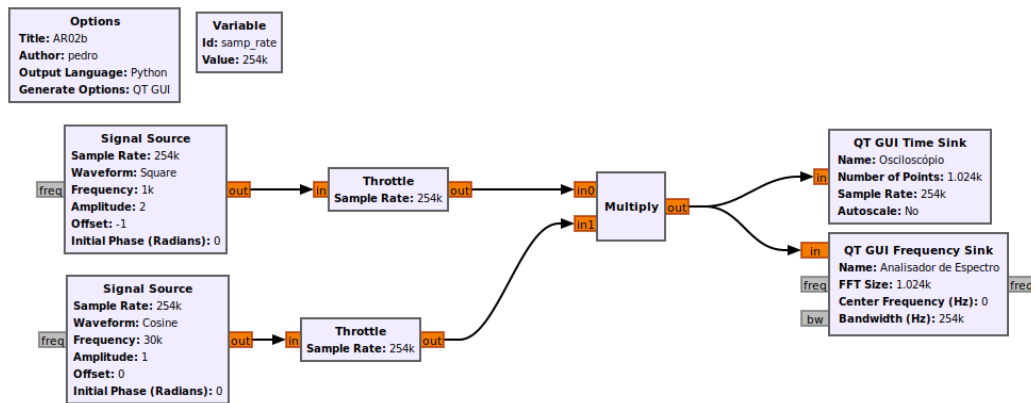 Options
Title: AR02b
Author: pedro
Output Language: Python
Generate Options: QT GUI
Variable
Id: samp_rate
Value: 254k
Signal Source
Sample Rate: 254k
Waveform: Square
Frequency: 1k
Amplitude: 2
Offset: -1
Initial Phase (Radians): 0
freq
out
in
Throttle
Sample Rate: 254k
out
in0
in1
Multiply
out
in
QT GUI Time Sink
Name: Osciloscópio
Number of Points: 1.024k
Sample Rate: 254k
Autoscale: No
in
freq
bw
QT GUI Frequency Sink
Name: Analisador de Espectro
FFT Size: 1.024k
Center Frequency (Hz): 0
Bandwidth (Hz): 254k
freq
Signal Source
Sample Rate: 254k
Waveform: Cosine
Frequency: 30k
Amplitude: 1
Offset: 0
Initial Phase (Radians): 0
freq
out
in
Throttle
Sample Rate: 254k
out